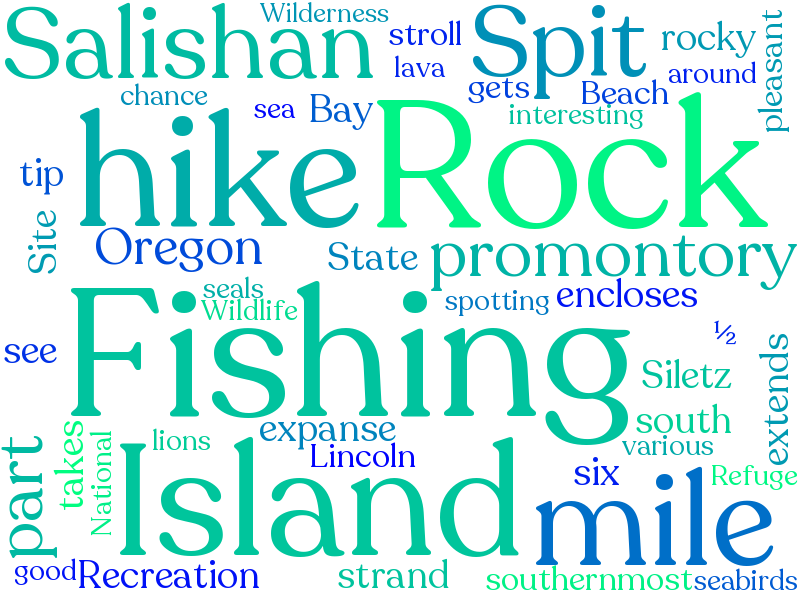 Salishan
Wilderness
stroll
Spit
rocky
pleasant
lava
gets
around
chance
sea
Bay
Beach
interesting
hike
Rock
tip
Site
Oregon
State
promontory
seals
Wildlife
spotting
encloses
Fishing
½
see
Siletz
extends
south
part
takes
National
lions
expanse
Lincoln
various
six
Refuge
Island
mile
good
Recreation
strand
southernmost
seabirds